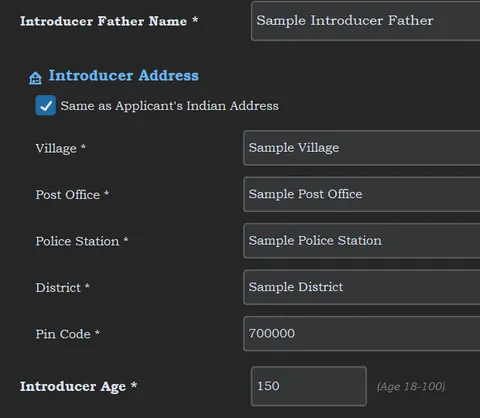 Introducer Father Name * Sample Introducer Father
Introducer Address
Same as Applicant's Indian Address
Village * Sample Village
Post Office * Sample Post Office
Police Station * Sample Police Station
District * Sample District
Pin Code * 700000
Introducer Age * 150 (Age 18-100)